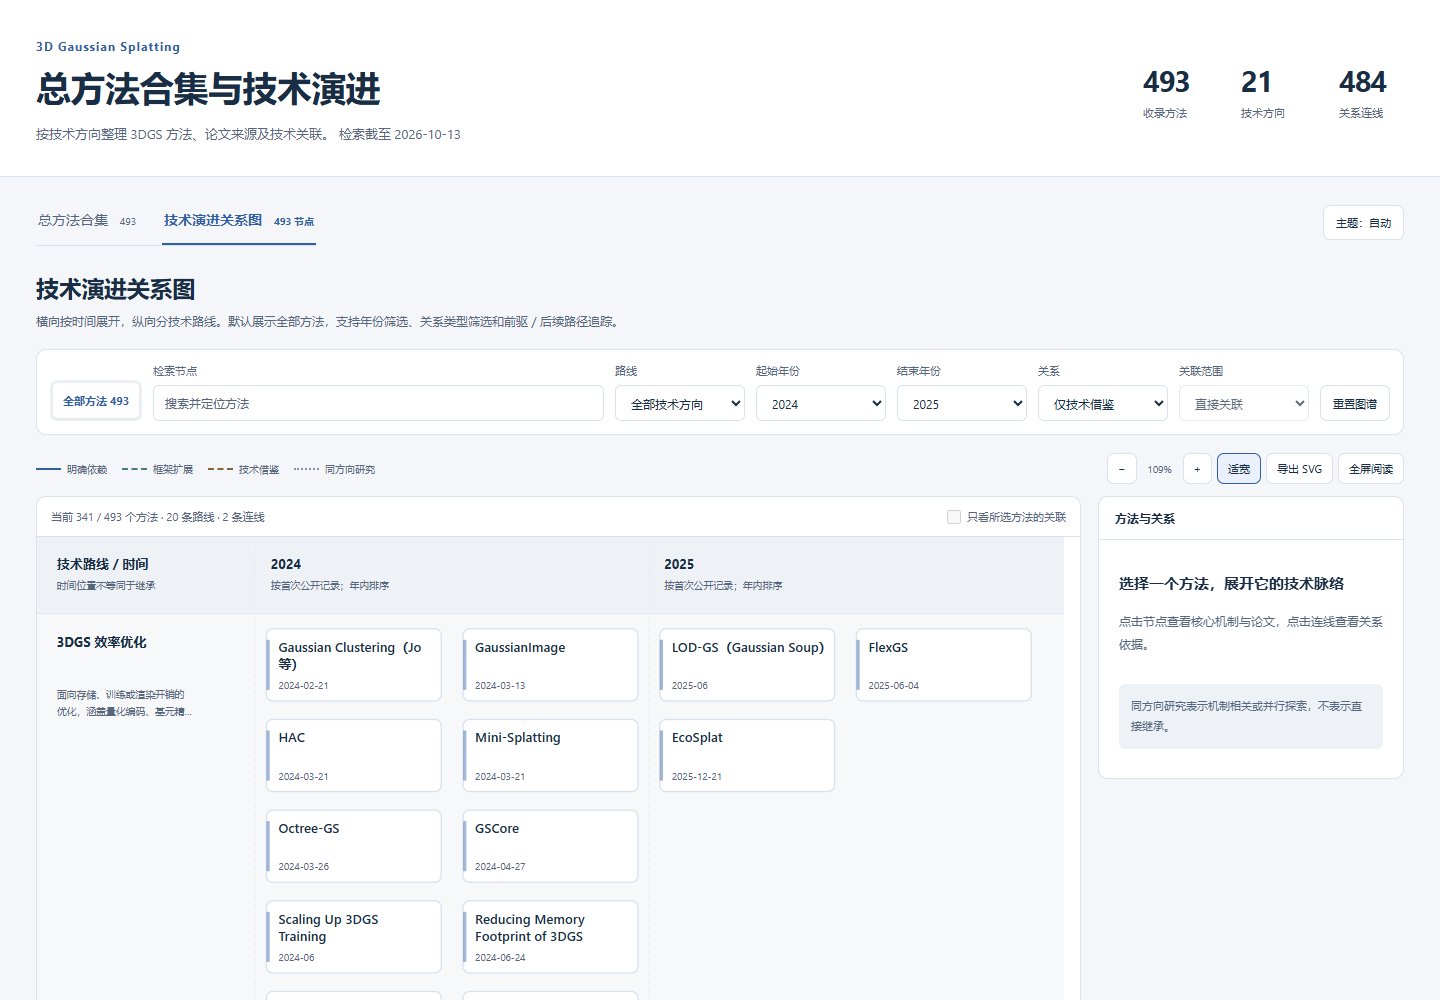 3D Gaussian Splatting
总方法合集与技术演进
按技术方向整理 3DGS 方法、论文来源及技术关联。 检索截至 2026-10-13
493
收录方法
21
技术方向
484
关系连线
总方法合集 493
技术演进关系图 493 节点
主题：自动
技术演进关系图
横向按时间展开，纵向分技术路线。默认展示全部方法，支持年份筛选、关系类型筛选和前驱 / 后续路径追踪。
全部方法 493
检索节点
搜索并定位方法
路线
全部技术方向
起始年份
2024
结束年份
2025
关系
仅技术借鉴
关联范围
直接关联
重置图谱
明确依赖
框架扩展
技术借鉴
同方向研究
−
109%
+
适宽
导出 SVG
全屏阅读
当前 341 / 493 个方法 · 20 条路线 · 2 条连线
只看所选方法的关联
技术路线 / 时间
时间位置不等同于继承
2024
按首次公开记录；年内排序
2025
按首次公开记录；年内排序
3DGS 效率优化
面向存储、训练或渲染开销的
优化，涵盖量化编码、基元精...
Gaussian Clustering（Jo
等）
2024-02-21
GaussianImage
2024-03-13
LOD-GS（Gaussian Soup）
2025-06
FlexGS
2025-06-04
HAC
2024-03-21
Mini-Splatting
2024-03-21
EcoSplat
2025-12-21
Octree-GS
2024-03-26
GSCore
2024-04-27
Scaling Up 3DGS
Training
2024-06
Reducing Memory
Footprint of 3DGS
2024-06-24
方法与关系
选择一个方法，展开它的技术脉络
点击节点查看核心机制与论文，点击连线查看关系
依据。
同方向研究表示机制相关或并行探索，不表示直
接继承。